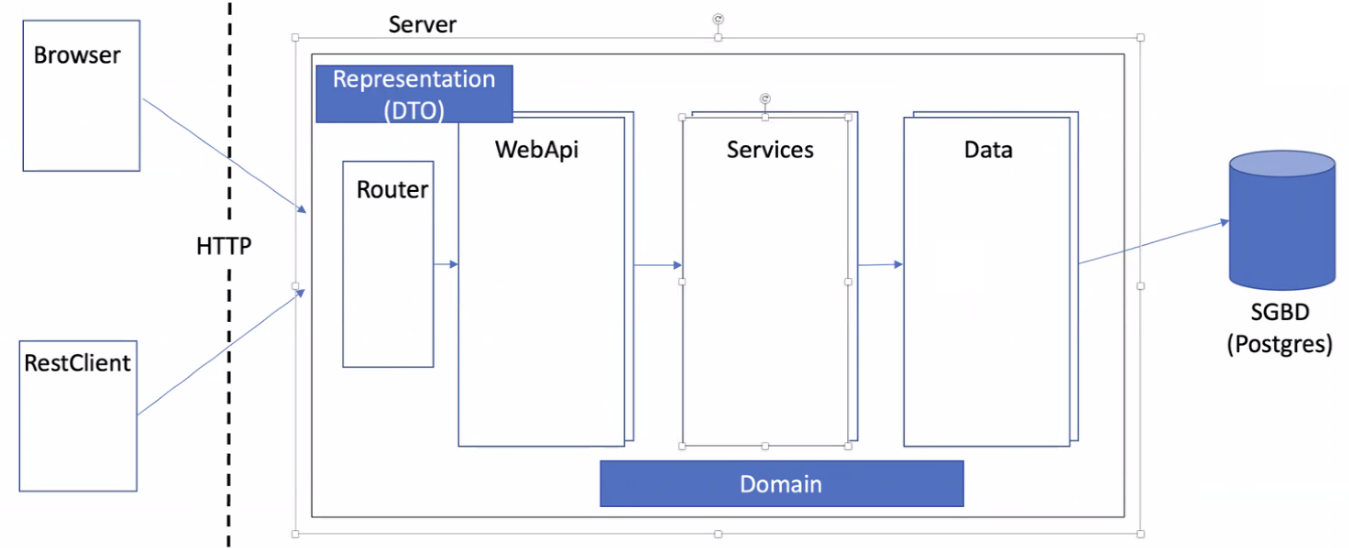 Server
Browser
Representation
(DTO)
WebApi
Services
Data
Router
HTTP
SGBD
(Postgres)
RestClient
Domain